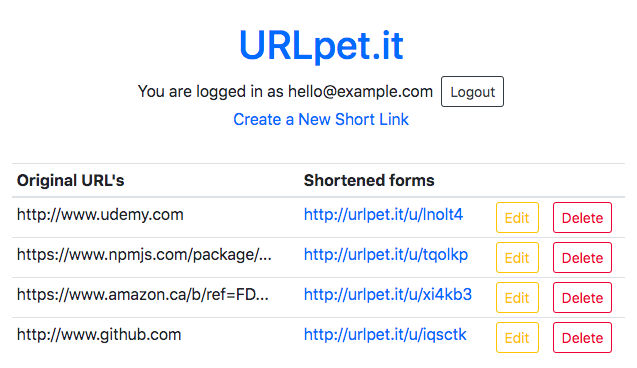 URLpet.it
You are logged in as hello@example.com Logout
Create a New Short Link
Original URL's Shortened forms
http://www.udemy.com http://urlpet.it/u/lnolt4 Edit Delete
https://www.npmjs.com/package/... http://urlpet.it/u/tqolkp Edit Delete
https://www.amazon.ca/b/ref=FD... http://urlpet.it/u/xi4kb3 Edit Delete
http://www.github.com http://urlpet.it/u/iqsctk Edit Delete